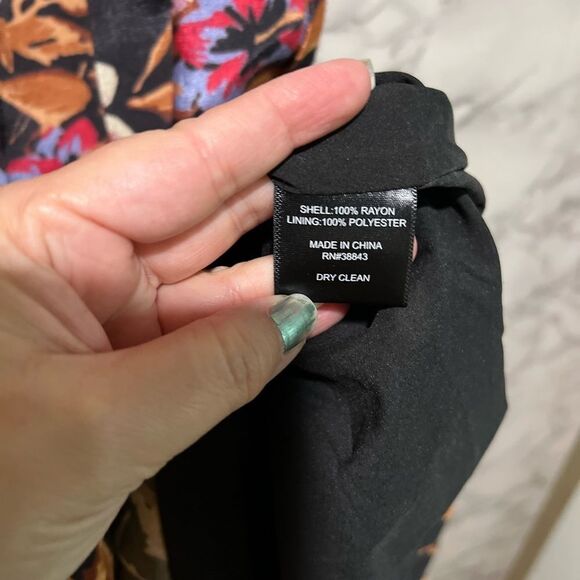 SHELL:100% RAYON
LINING:100% POLYESTER
MADE IN CHINA
RN#38843
DRY CLEAN